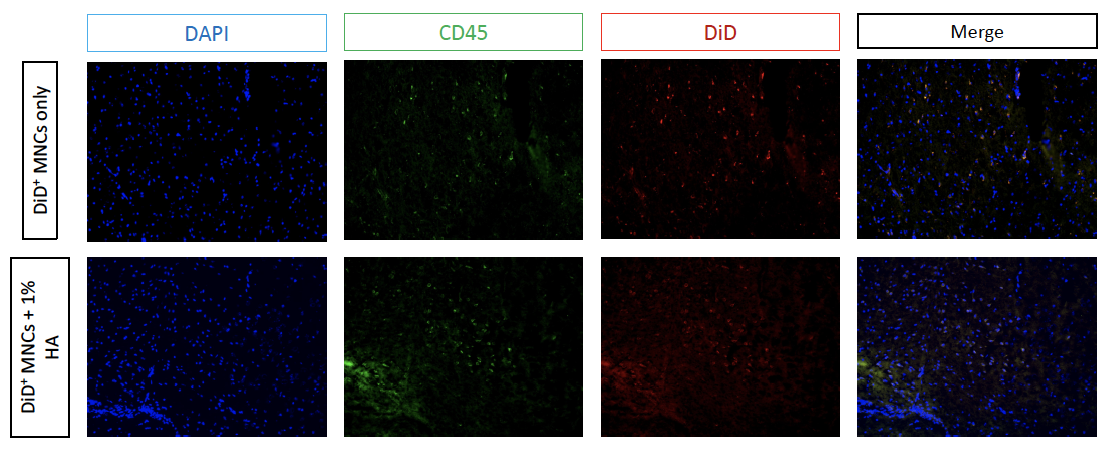 DAPI
CD45
DiD
Merge
DiD⁺ MNCs only
DiD⁺ MNCs + 1%
HA